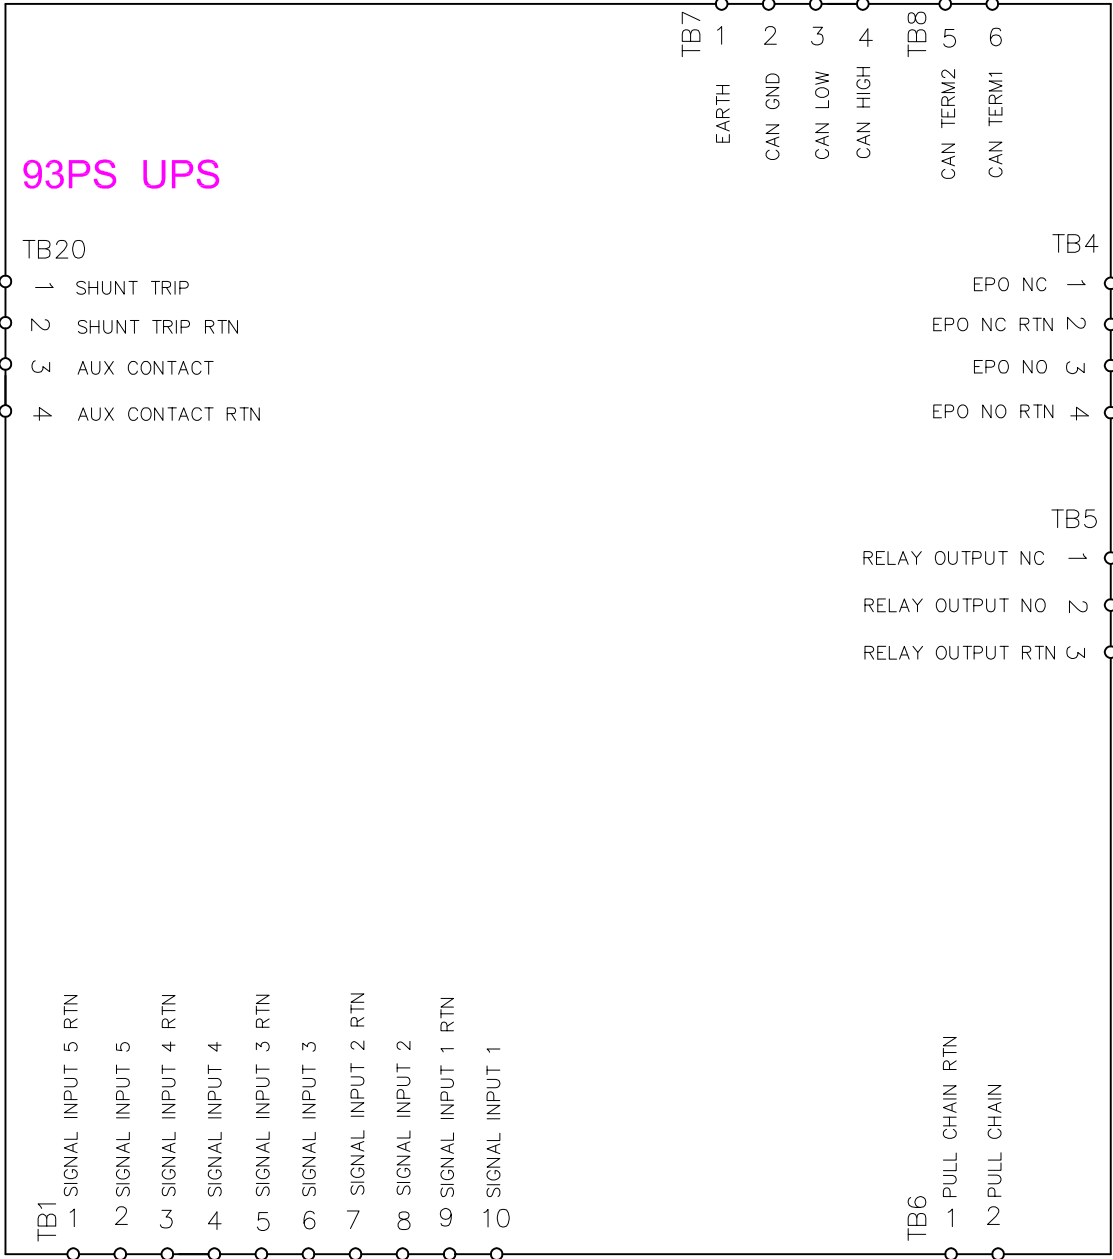 TB7
1 EARTH
2 CAN GND
3 CAN LOW
4 CAN HIGH
TB8
5 CAN TERM2
6 CAN TERM1
93PS UPS
TB20
1 SHUNT TRIP
2 SHUNT TRIP RTN
3 AUX CONTACT
4 AUX CONTACT RTN
TB4
EPO NC 1
EPO NC RTN 2
EPO NO 3
EPO NO RTN 4
TB5
RELAY OUTPUT NC 1
RELAY OUTPUT NO 2
RELAY OUTPUT RTN 3
TB1
1 SIGNAL INPUT 5 RTN
2 SIGNAL INPUT 5
3 SIGNAL INPUT 4 RTN
4 SIGNAL INPUT 4
5 SIGNAL INPUT 3 RTN
6 SIGNAL INPUT 3
7 SIGNAL INPUT 2 RTN
8 SIGNAL INPUT 2
9 SIGNAL INPUT 1 RTN
10 SIGNAL INPUT 1
TB6
1 PULL CHAIN RTN
2 PULL CHAIN